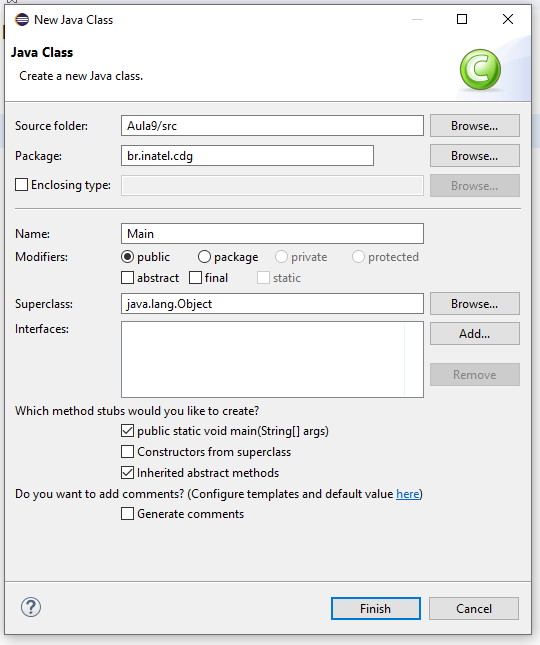 New Java Class
Java Class
Create a new Java class.
Source folder: Aula9/src Browse...
Package: br.inatel.cdg Browse...
Enclosing type: Browse...
Name: Main
Modifiers: public package private protected
abstract final static
Superclass: java.lang.Object Browse...
Interfaces: Add...
Remove
Which method stubs would you like to create?
public static void main(String[] args)
Constructors from superclass
Inherited abstract methods
Do you want to add comments? (Configure templates and default value here)
Generate comments
Finish Cancel